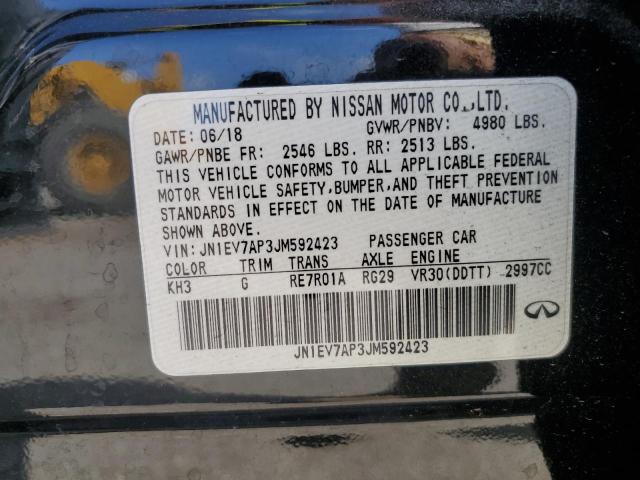 MANUFACTURED BY NISSAN MOTOR CO.,LTD.
DATE: 06/18 GVWR/PNBV: 4980 LBS.
GAWR/PNBE FR: 2546 LBS. RR: 2513 LBS.
THIS VEHICLE CONFORMS TO ALL APPLICABLE FEDERAL
MOTOR VEHICLE SAFETY,BUMPER,AND THEFT PREVENTION
STANDARDS IN EFFECT ON THE DATE OF MANUFACTURE
SHOWN ABOVE.
VIN: JN1EV7AP3JM592423 PASSENGER CAR
COLOR TRIM TRANS AXLE ENGINE
KH3 G RE7R01A RG29 VR30(DDTT) 2997CC
JN1EV7AP3JM592423